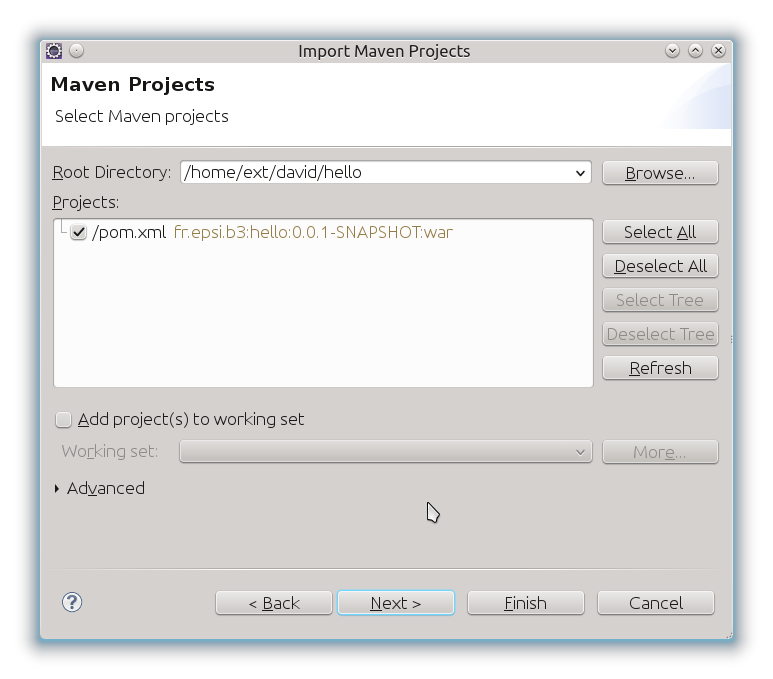 Import Maven Projects
Maven Projects
Select Maven projects
Root Directory: /home/ext/david/hello Browse...
Projects:
/pom.xml fr.epsi.b3:hello:0.0.1-SNAPSHOT:war
Select All
Deselect All
Select Tree
Deselect Tree
Refresh
Add project(s) to working set
Working set: More...
Advanced
? < Back Next > Finish Cancel